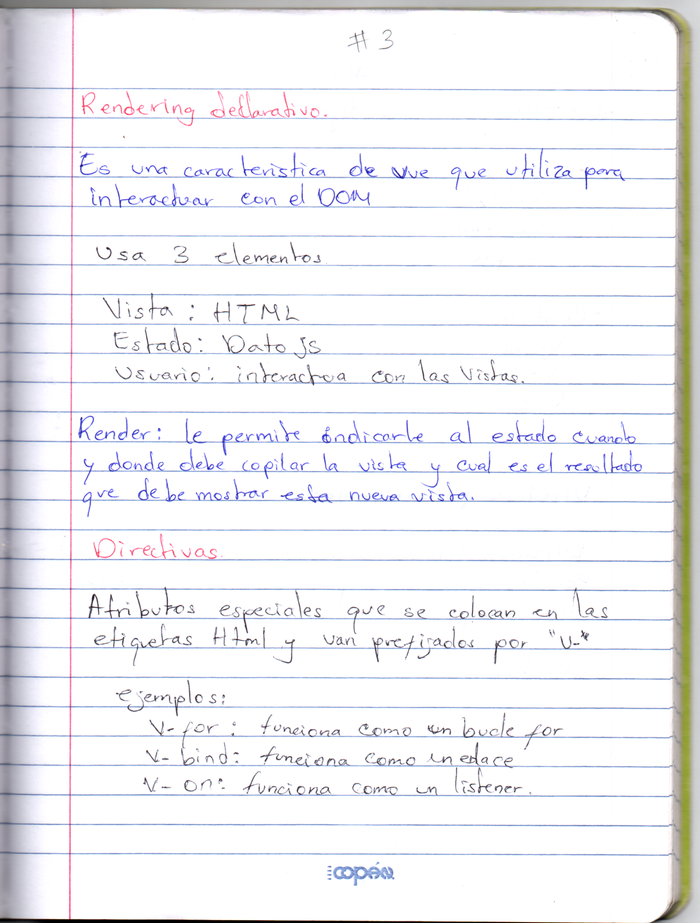 # 3
Rendering declarativo.
Es una caracteristica de vue que utiliza para
interactuar con el DOM
Usa 3 elementos
Vista : HTML
Estado: Dato JS
Usuario: interactua con las Vistas.
Render: le permite indicarle al estado cuando
y donde debe copilar la vista y cual es el resultado
que debe mostrar esta nueva vista.
Directivas.
Atributos especiales que se colocan en las
etiquetas Html y van prefijados por "v-"
ejemplos:
V-for: funciona como un bucle for
V-bind: funciona como un elace
V-on: funciona como un listener.
copán